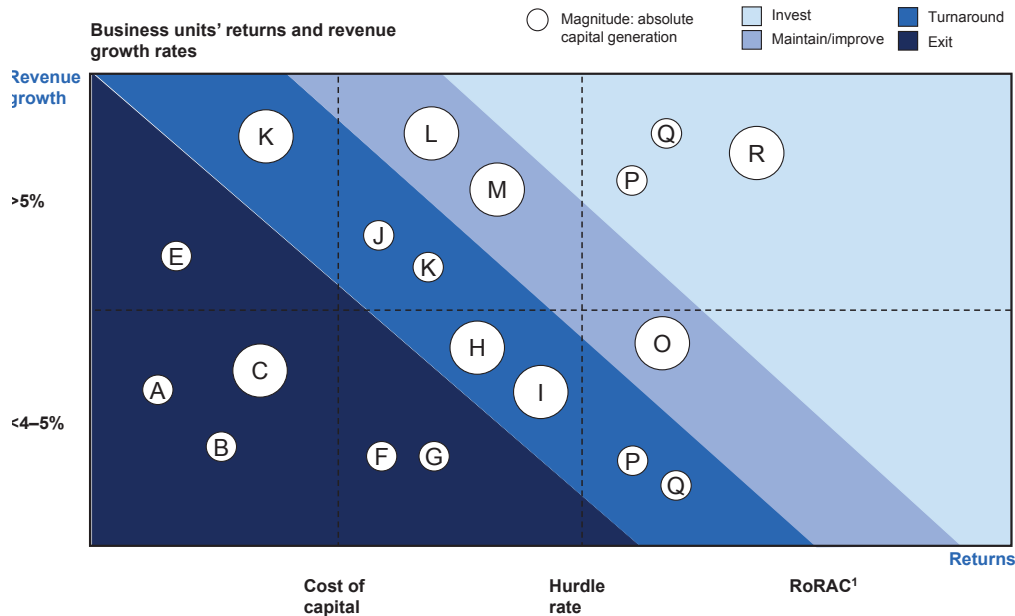 Business units' returns and revenue
growth rates
Magnitude: absolute
capital generation
Invest
Maintain/improve
Turnaround
Exit
Revenue
growth
>5%
<4–5%
K
L
M
Q
P
R
E
J
K
H
I
O
A
C
B
F
G
P
Q
Returns
Cost of
capital
Hurdle
rate
RoRAC¹